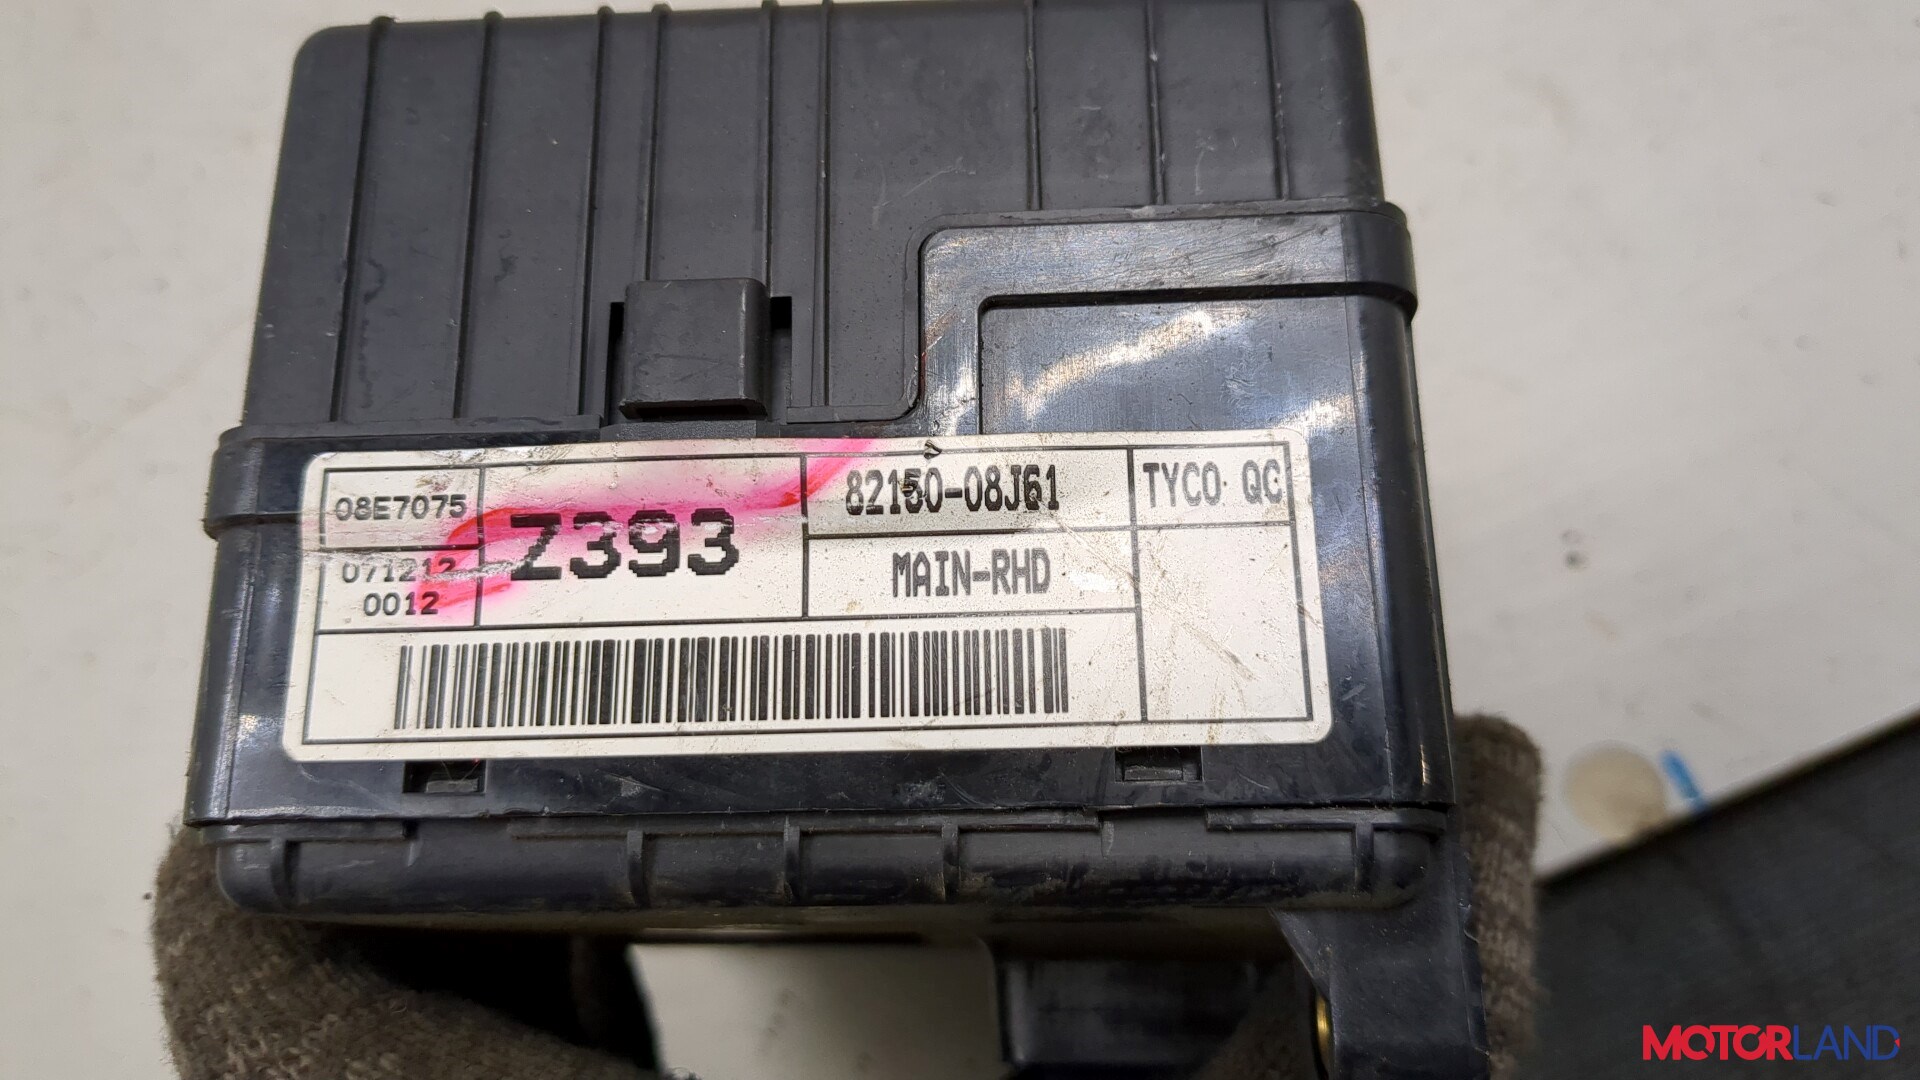 08E7075
071212
0012
Z393
82150-08J61
MAIN-RHD
TYCO QC
MOTORLAND